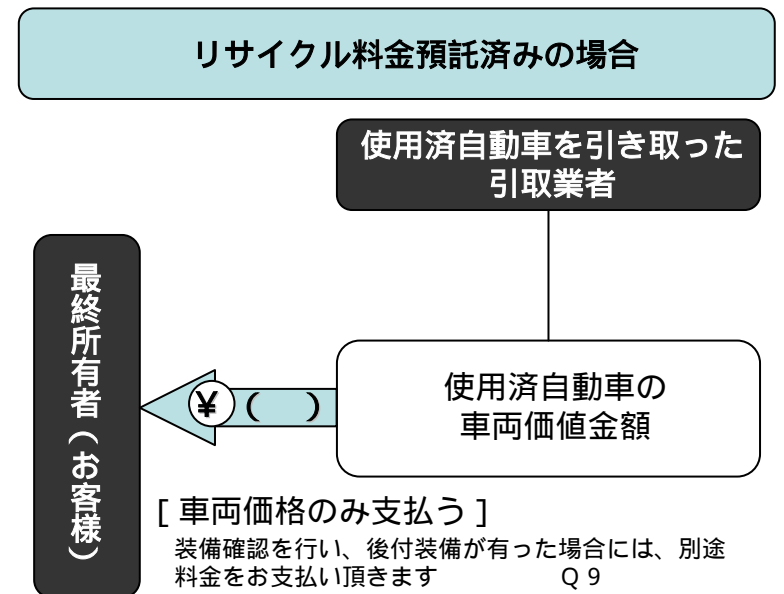 リサイクル料金預託済みの場合
使用済自動車を引き取った
引取業者
最終所有者(お客様)
¥ (　)
使用済自動車の
車両価値金額
[ 車両価格のみ支払う ]
装備確認を行い、後付装備が有った場合には、別途
料金をお支払い頂きます　Q 9